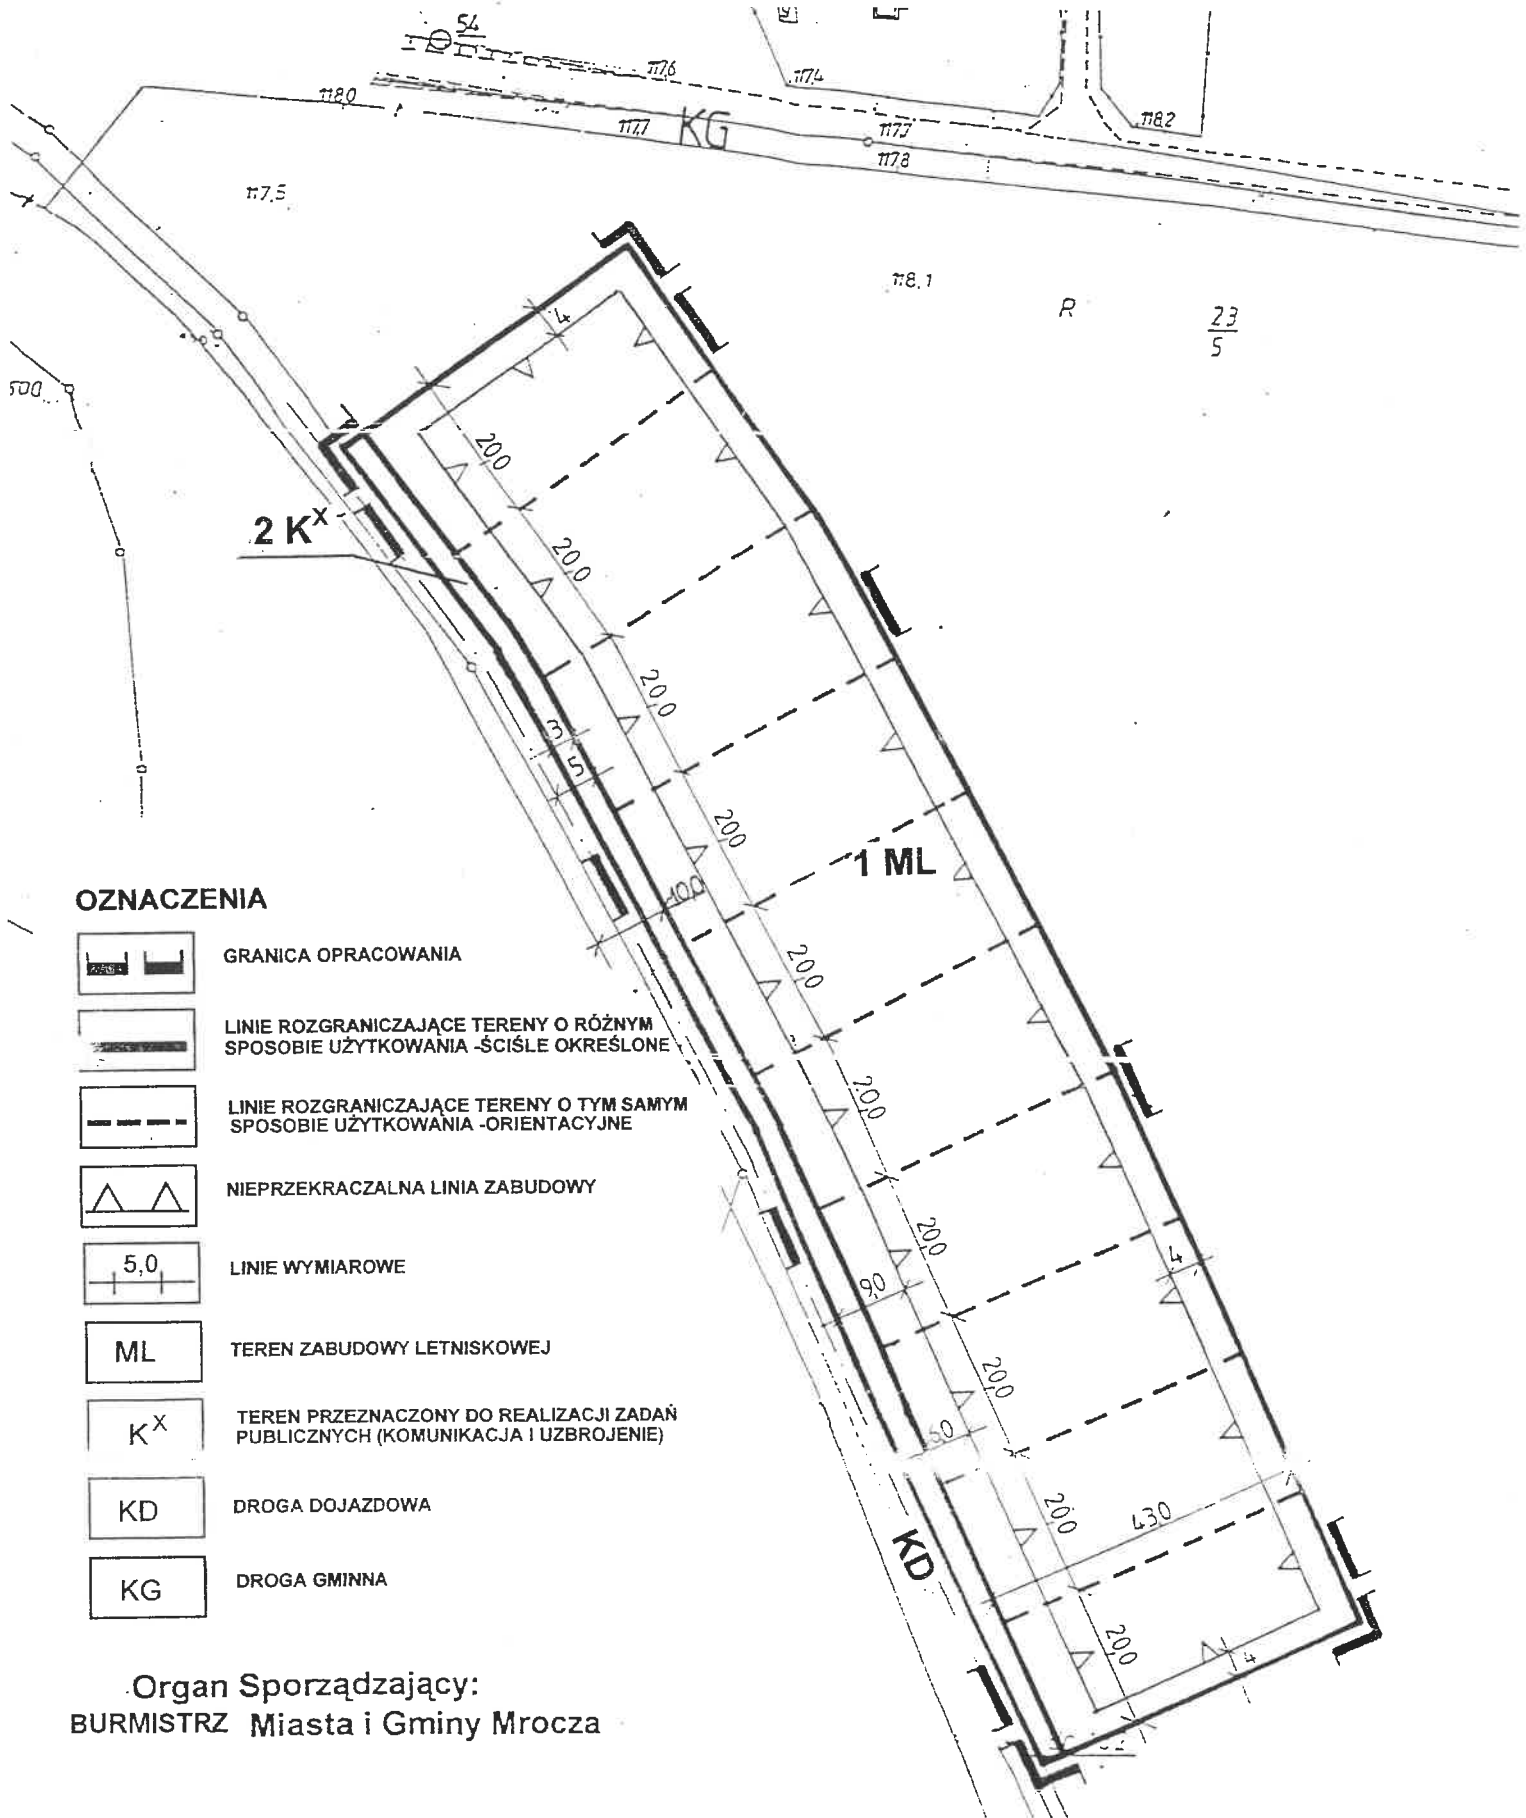 54
117,6
117,4
118,0
117,7
KG
117,7
118,2
117,8
117,5
118,1
R
23
5
4
500
20,0
2 Kˣ
20,0
20,0
3
5
20,0
1 ML
10,0
20,0
20,0
20,0
4
9,0
20,0
20,0
43,0
KD
20,0
4
OZNACZENIA
GRANICA OPRACOWANIA
LINIE ROZGRANICZAJĄCE TERENY O RÓŻNYM
SPOSOBIE UŻYTKOWANIA -ŚCIŚLE OKREŚLONE
LINIE ROZGRANICZAJĄCE TERENY O TYM SAMYM
SPOSOBIE UŻYTKOWANIA -ORIENTACYJNE
NIEPRZEKRACZALNA LINIA ZABUDOWY
5,0 LINIE WYMIAROWE
ML TEREN ZABUDOWY LETNISKOWEJ
Kˣ TEREN PRZEZNACZONY DO REALIZACJI ZADAŃ
PUBLICZNYCH (KOMUNIKACJA I UZBROJENIE)
KD DROGA DOJAZDOWA
KG DROGA GMINNA
Organ Sporządzający:
BURMISTRZ Miasta i Gminy Mrocza